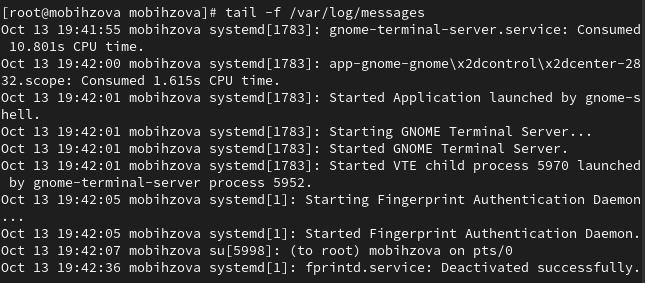 [root@mobihzova mobihzova]# tail -f /var/log/messages
Oct 13 19:41:55 mobihzova systemd[1783]: gnome-terminal-server.service: Consumed
 10.801s CPU time.
Oct 13 19:42:00 mobihzova systemd[1783]: app-gnome-gnome\x2dcontrol\x2dcenter-28
32.scope: Consumed 1.615s CPU time.
Oct 13 19:42:01 mobihzova systemd[1783]: Started Application launched by gnome-s
hell.
Oct 13 19:42:01 mobihzova systemd[1783]: Starting GNOME Terminal Server...
Oct 13 19:42:01 mobihzova systemd[1783]: Started GNOME Terminal Server.
Oct 13 19:42:01 mobihzova systemd[1783]: Started VTE child process 5970 launched
 by gnome-terminal-server process 5952.
Oct 13 19:42:05 mobihzova systemd[1]: Starting Fingerprint Authentication Daemon
...
Oct 13 19:42:05 mobihzova systemd[1]: Started Fingerprint Authentication Daemon.
Oct 13 19:42:07 mobihzova su[5998]: (to root) mobihzova on pts/0
Oct 13 19:42:36 mobihzova systemd[1]: fprintd.service: Deactivated successfully.